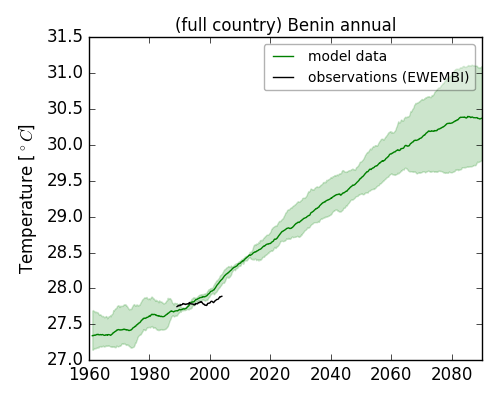 (full country) Benin annual
31.5
31.0
30.5
30.0
29.5
29.0
28.5
28.0
27.5
27.0
Temperature [°C]
model data
observations (EWEMBI)
1960 1980 2000 2020 2040 2060 2080